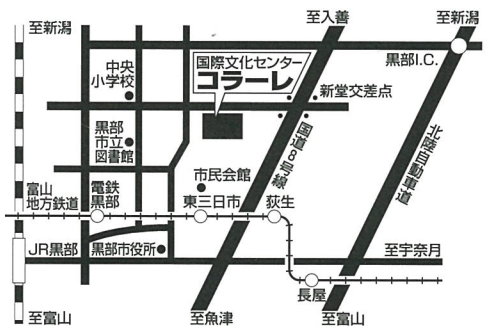 至新潟
至入善
至新潟
国際文化センター
コラーレ
黒部I.C.
中央
小学校
新堂交差点
黒部
市立
図書館
国道8号線
北陸自動車道
市民会館
富山
地方鉄道
電鉄
黒部
東三日市
荻生
JR黒部
黒部市役所
至宇奈月
長屋
至富山
至魚津
至富山